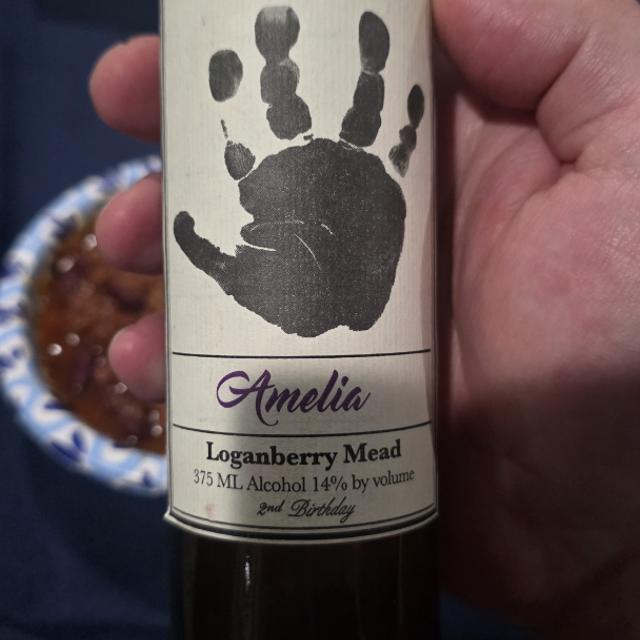 Amelia
Loganberry Mead
375 ML Alcohol 14% by volume
2nd Birthday